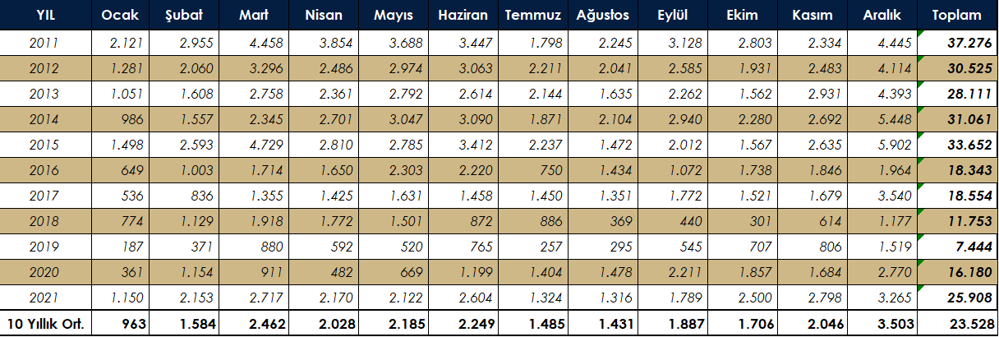 YIL Ocak Şubat Mart Nisan Mayıs Haziran Temmuz Ağustos Eylül Ekim Kasım Aralık Toplam
2011 2.121 2.955 4.458 3.854 3.688 3.447 1.798 2.245 3.128 2.803 2.334 4.445 37.276
2012 1.281 2.060 3.296 2.486 2.974 3.063 2.211 2.041 2.585 1.931 2.483 4.114 30.525
2013 1.051 1.608 2.758 2.361 2.792 2.614 2.144 1.635 2.262 1.562 2.931 4.393 28.111
2014 986 1.557 2.345 2.701 3.047 3.090 1.871 2.104 2.940 2.280 2.692 5.448 31.061
2015 1.498 2.593 4.729 2.810 2.785 3.412 2.237 1.472 2.012 1.567 2.635 5.902 33.652
2016 649 1.003 1.714 1.650 2.303 2.220 750 1.434 1.072 1.738 1.846 1.964 18.343
2017 536 836 1.355 1.425 1.631 1.458 1.450 1.351 1.772 1.521 1.679 3.540 18.554
2018 774 1.129 1.918 1.772 1.501 872 886 369 440 301 614 1.177 11.753
2019 187 371 880 592 520 765 257 295 545 707 806 1.519 7.444
2020 361 1.154 911 482 669 1.199 1.404 1.478 2.211 1.857 1.684 2.770 16.180
2021 1.150 2.153 2.717 2.170 2.122 2.604 1.324 1.316 1.789 2.500 2.798 3.265 25.908
10 Yıllık Ort. 963 1.584 2.462 2.028 2.185 2.249 1.485 1.431 1.887 1.706 2.046 3.503 23.528